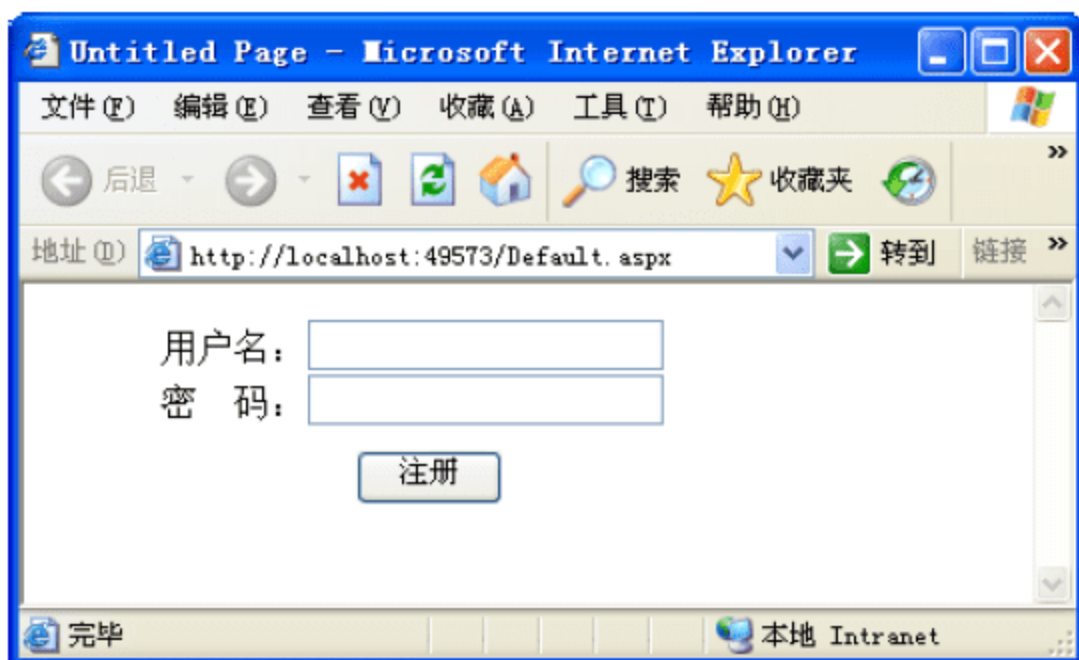 Untitled Page - Microsoft Internet Explorer
文件(F) 编辑(E) 查看(V) 收藏(A) 工具(T) 帮助(H)
后退 搜索 收藏夹 »
地址(D) http://localhost:49573/Default.aspx 转到 链接 »
用户名：
密 码：
注册
完毕 本地 Intranet